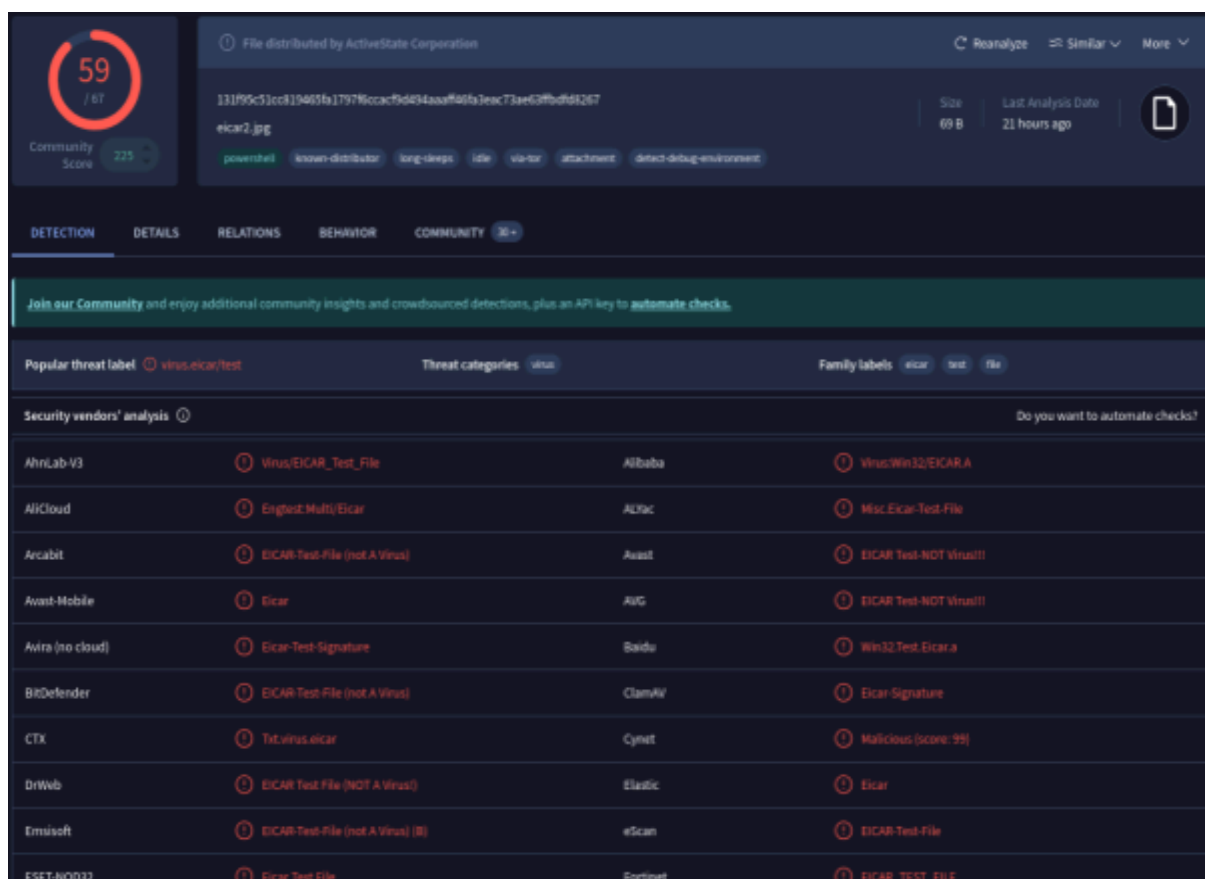 59
/ 67
Community Score
225
File distributed by ActiveState Corporation
Reanalyze Similar More
eicar2.jpg
Size
69 B
Last Analysis Date
21 hours ago
powershell known-distributor long-sleeps idle via-tor attachment detect-debug-environment
DETECTION DETAILS RELATIONS BEHAVIOR COMMUNITY 30+
Join our Community and enjoy additional community insights and crowdsourced detections, plus an API key to automate checks.
Popular threat label virus.eicar/test Threat categories virus Family labels eicar test file
Security vendors' analysis Do you want to automate checks?
AhnLab-V3 Virus/EICAR_Test_File Alibaba Virus:Win32/EICAR.A
AliCloud Engtest:Multi/Eicar ALYac Misc.Eicar-Test-File
Arcabit EICAR-Test-File (not A Virus) Avast EICAR Test-NOT Virus!!!
Avast-Mobile Eicar AVG EICAR Test-NOT Virus!!!
Avira (no cloud) Eicar-Test-Signature Baidu Win32.Test.Eicar.a
BitDefender EICAR-Test-File (not A Virus) ClamAV Eicar-Signature
CTX Txt.virus.eicar Cynet Malicious (score: 99)
DrWeb EICAR Test File (NOT A Virus!) Elastic Eicar
Emsisoft EICAR-Test-File (not A Virus) (B) eScan EICAR-Test-File
ESET-NOD32 Eicar Test File Fortinet EICAR_TEST_FILE